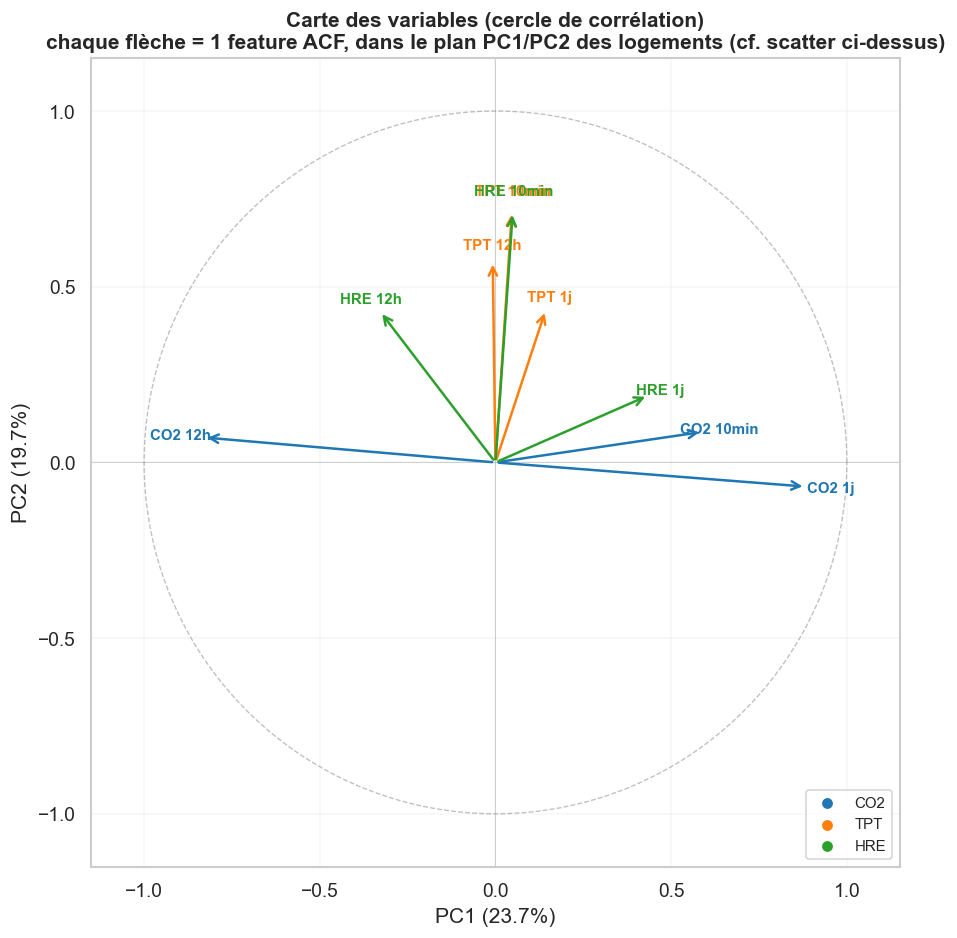 Carte des variables (cercle de corrélation)
chaque flèche = 1 feature ACF, dans le plan PC1/PC2 des logements (cf. scatter ci-dessus)
1.0
0.5
0.0
−0.5
−1.0
PC2 (19.7%)
HRE 10min
TPT 12h
HRE 12h
TPT 1j
HRE 1j
CO2 12h
CO2 10min
CO2 1j
CO2
TPT
HRE
−1.0
−0.5
0.0
0.5
1.0
PC1 (23.7%)